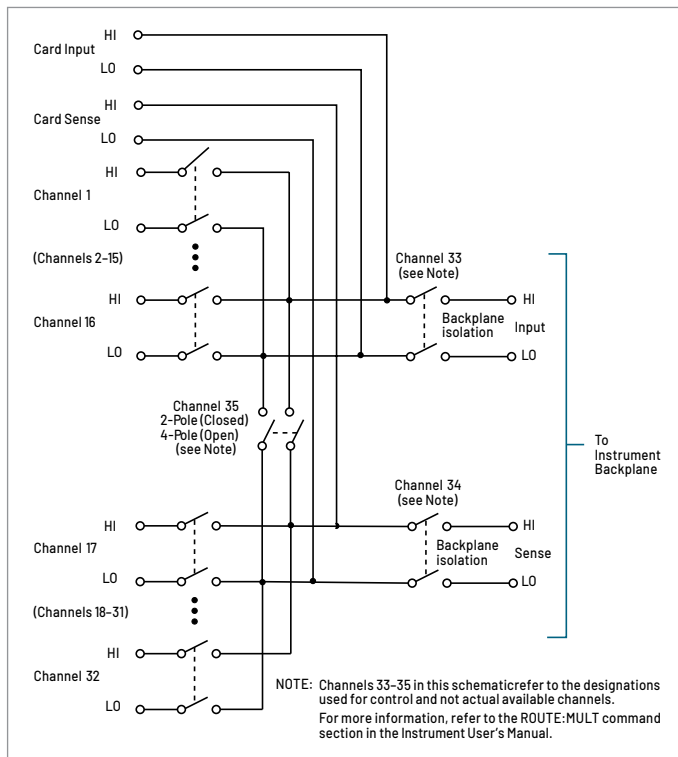 HI
Card Input
LO
HI
Card Sense
LO
HI
Channel 1
LO
(Channels 2–15)
HI
Channel 16
LO
Channel 33
(see Note)
Backplane
isolation
HI
Input
LO
Channel 35
2-Pole (Closed)
4-Pole (Open)
(see Note)
To
Instrument
Backplane
Channel 34
(see Note)
HI
Channel 17
LO
Backplane
isolation
HI
Sense
LO
(Channels 18–31)
HI
Channel 32
LO
NOTE: Channels 33–35 in this schematicrefer to the designations
used for control and not actual available channels.
For more information, refer to the ROUTE:MULT command
section in the Instrument User's Manual.